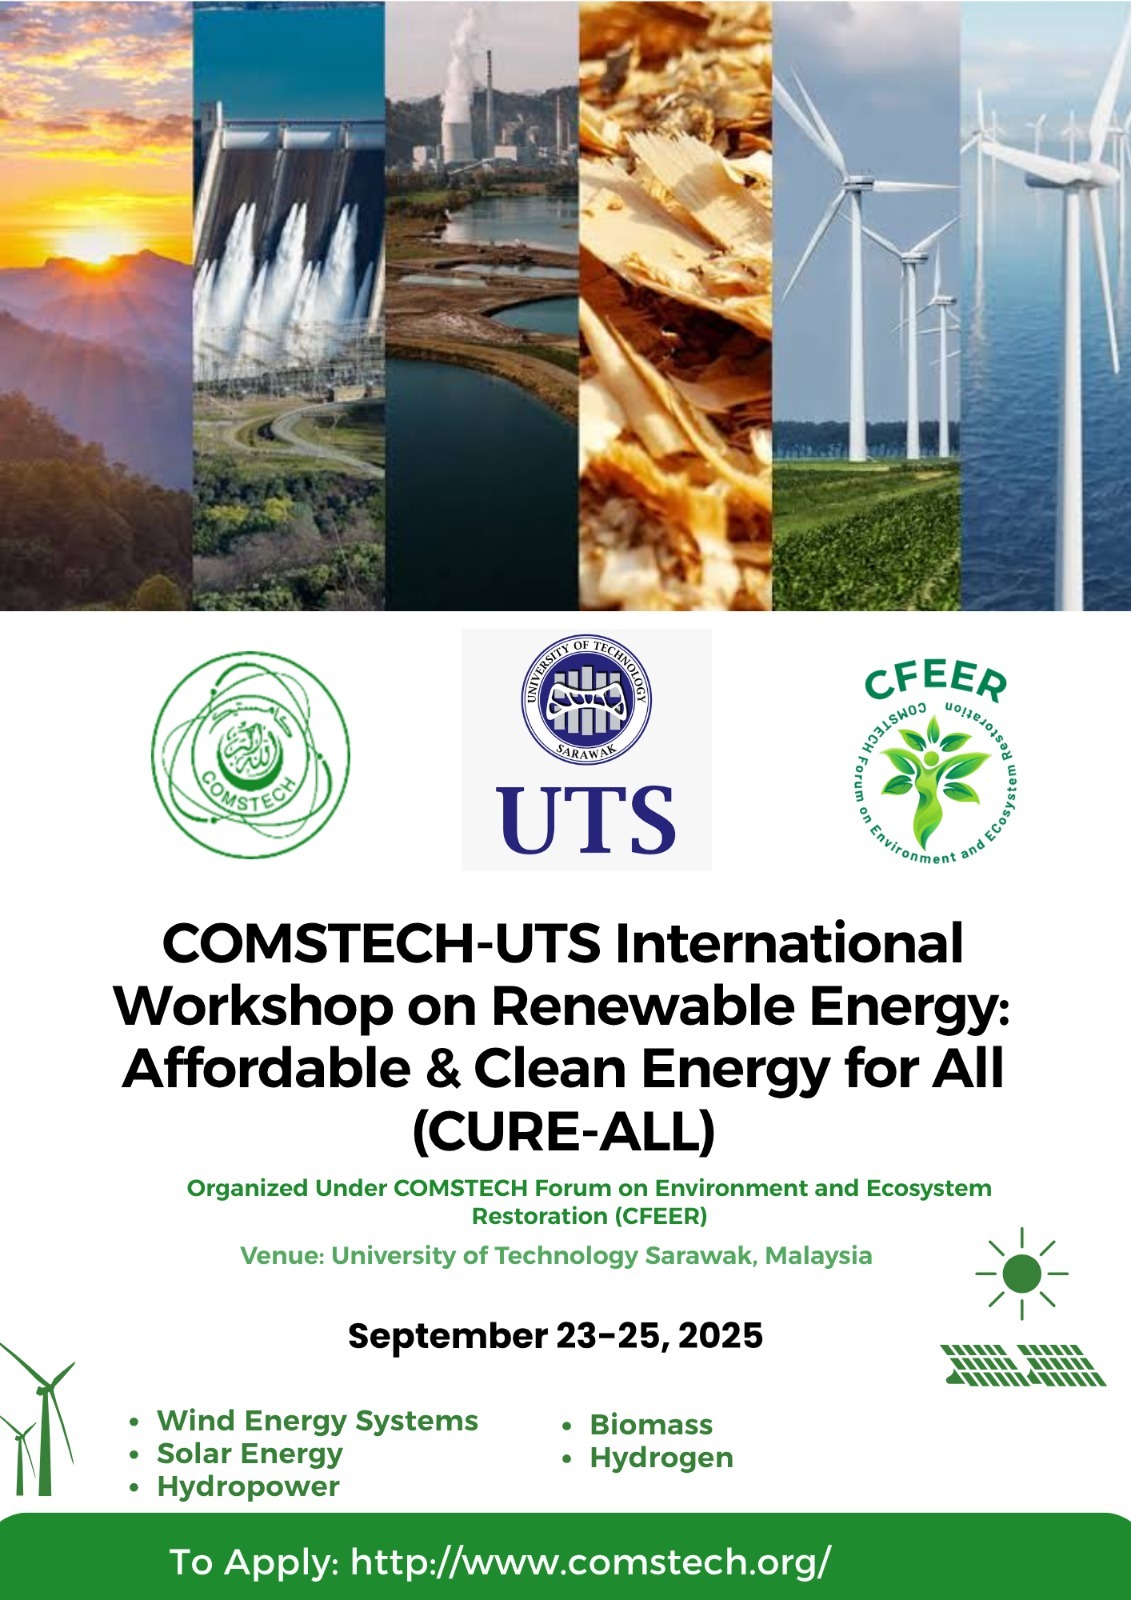 كامستيك
الله اكبر
COMSTECH
UNIVERSITY OF TECHNOLOGY
SARAWAK
UTS
CFEER
COMSTECH Forum on Environment and ECosystem Restoration
COMSTECH-UTS International
Workshop on Renewable Energy:
Affordable & Clean Energy for All
(CURE-ALL)
Organized Under COMSTECH Forum on Environment and Ecosystem
Restoration (CFEER)
Venue: University of Technology Sarawak, Malaysia
September 23-25, 2025
• Wind Energy Systems
• Solar Energy
• Hydropower
• Biomass
• Hydrogen
To Apply: http://www.comstech.org/